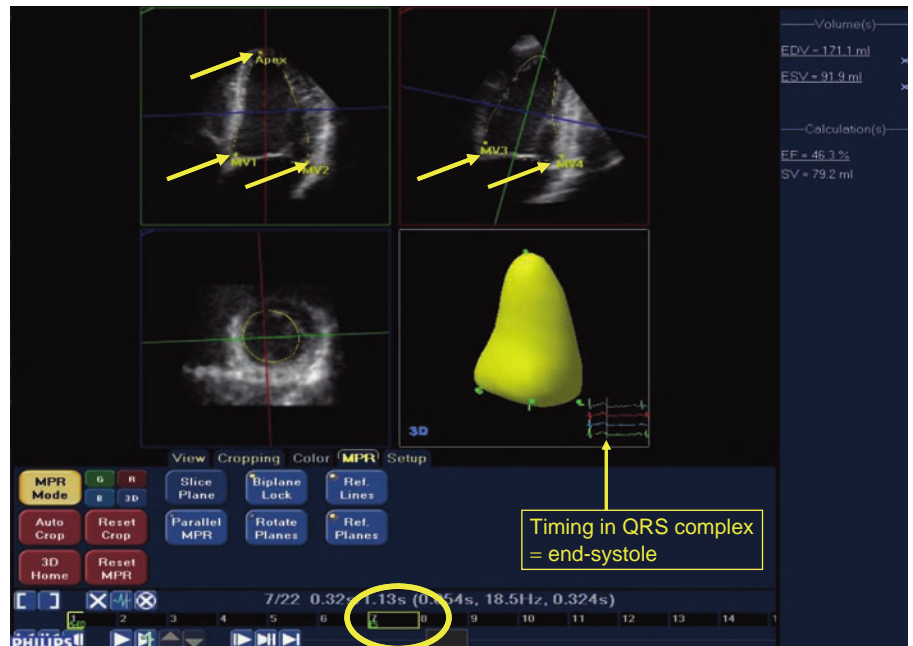 Volume(s)
EDV = 171.1 ml
ESV = 91.9 ml
Calculation(s)
EF = 46.3 %
SV = 79.2 ml
Apex
MV1
MV2
MV3
MV4
3D
View Cropping Color MPR Setup
MPR Mode
G R
B 3D
Slice Plane
Biplane Lock
Ref. Lines
Auto Crop
Reset Crop
Parallel MPR
Rotate Planes
Ref. Planes
3D Home
Reset MPR
Timing in QRS complex
= end-systole
7/22 0.32s 1.13s (0.054s, 18.5Hz, 0.324s)
1 2 3 4 5 6 7 8 9 10 11 12 13 14 1
ED
PHILIPS